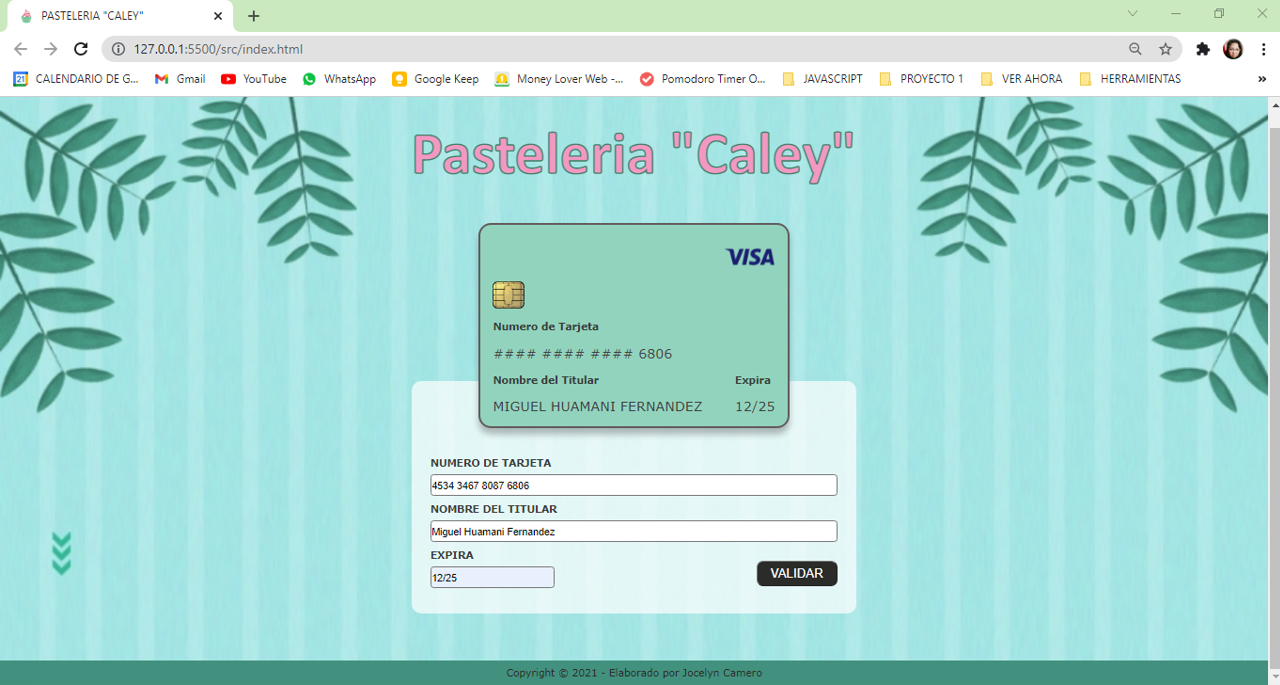 PASTELERIA "CALEY"
127.0.0.1:5500/src/index.html
21 CALENDARIO DE G... Gmail YouTube WhatsApp Google Keep Money Lover Web -... Pomodoro Timer O... JAVASCRIPT PROYECTO 1 VER AHORA HERRAMIENTAS »
Pasteleria "Caley"
VISA
Numero de Tarjeta
#### #### #### 6806
Nombre del Titular Expira
MIGUEL HUAMANI FERNANDEZ 12/25
NUMERO DE TARJETA
4534 3467 8087 6806
NOMBRE DEL TITULAR
Miguel Huamani Fernandez
EXPIRA
12/25
VALIDAR
Copyright © 2021 - Elaborado por Jocelyn Camero